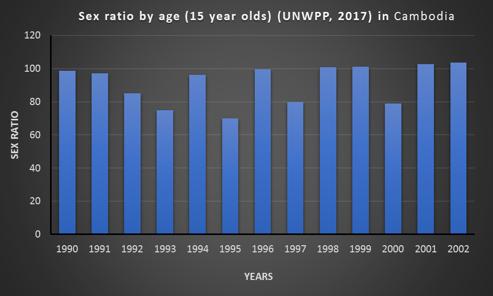 Sex ratio by age (15 year olds) (UNWPP, 2017) in Cambodia
120
100
80
60
40
20
0
SEX RATIO
1990 1991 1992 1993 1994 1995 1996 1997 1998 1999 2000 2001 2002
YEARS